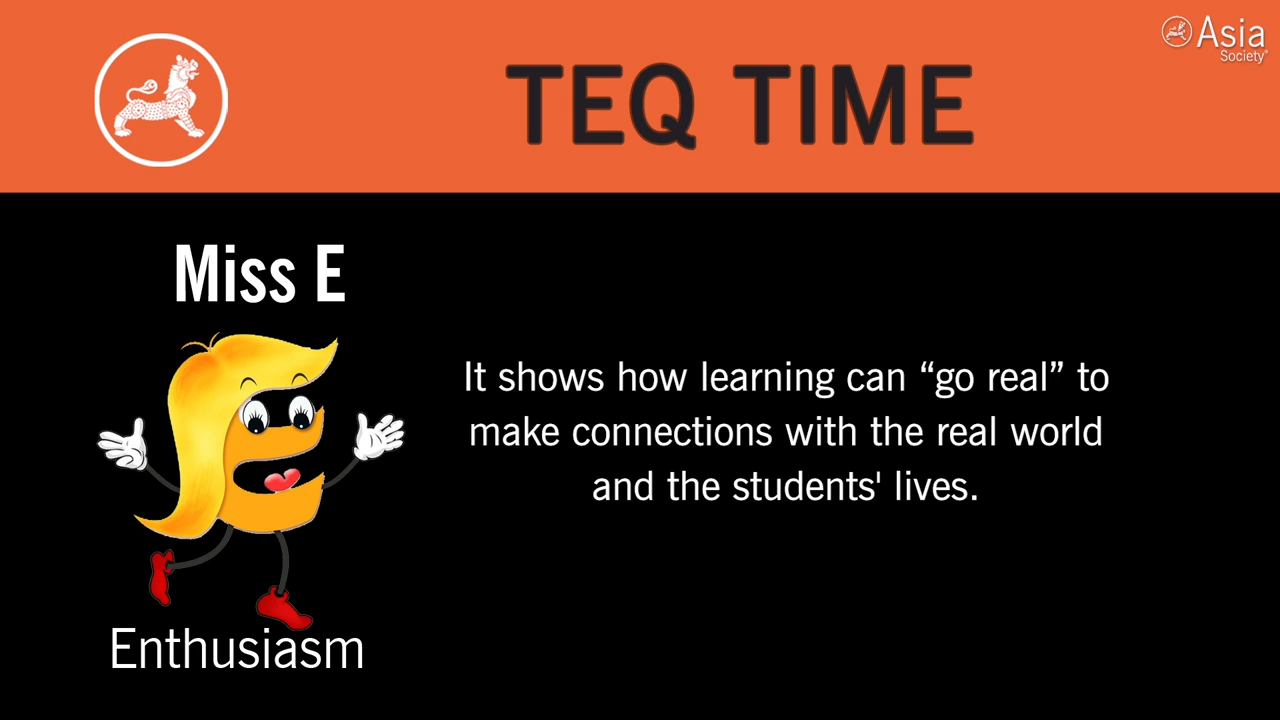 Asia
Society®
TEQ TIME
Miss E
It shows how learning can “go real” to
make connections with the real world
and the students' lives.
Enthusiasm